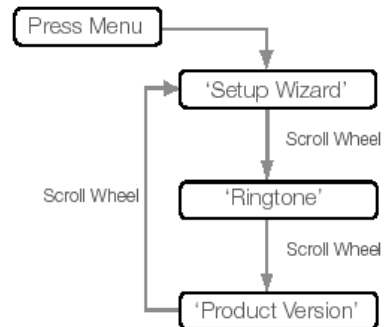 Press Menu
‘Setup Wizard’
Scroll Wheel
Scroll Wheel
‘Ringtone’
Scroll Wheel
‘Product Version’